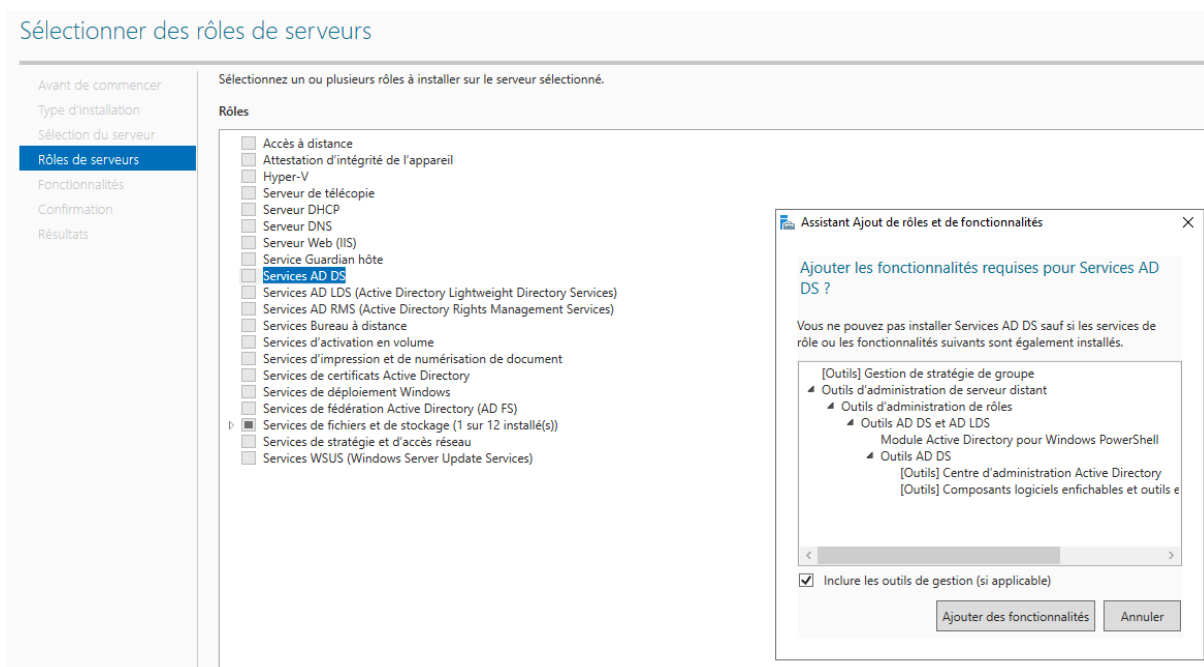 Sélectionner des rôles de serveurs
Avant de commencer
Type d'installation
Sélection du serveur
Rôles de serveurs
Fonctionnalités
Confirmation
Résultats
Sélectionnez un ou plusieurs rôles à installer sur le serveur sélectionné.
Rôles
Accès à distance
Attestation d'intégrité de l'appareil
Hyper-V
Serveur de télécopie
Serveur DHCP
Serveur DNS
Serveur Web (IIS)
Service Guardian hôte
Services AD DS
Services AD LDS (Active Directory Lightweight Directory Services)
Services AD RMS (Active Directory Rights Management Services)
Services Bureau à distance
Services d'activation en volume
Services d'impression et de numérisation de document
Services de certificats Active Directory
Services de déploiement Windows
Services de fédération Active Directory (AD FS)
Services de fichiers et de stockage (1 sur 12 installé(s))
Services de stratégie et d'accès réseau
Services WSUS (Windows Server Update Services)
Assistant Ajout de rôles et de fonctionnalités
Ajouter les fonctionnalités requises pour Services AD
DS ?
Vous ne pouvez pas installer Services AD DS sauf si les services de
rôle ou les fonctionnalités suivants sont également installés.
[Outils] Gestion de stratégie de groupe
Outils d'administration de serveur distant
Outils d'administration de rôles
Outils AD DS et AD LDS
Module Active Directory pour Windows PowerShell
Outils AD DS
[Outils] Centre d'administration Active Directory
[Outils] Composants logiciels enfichables et outils e
Inclure les outils de gestion (si applicable)
Ajouter des fonctionnalités
Annuler